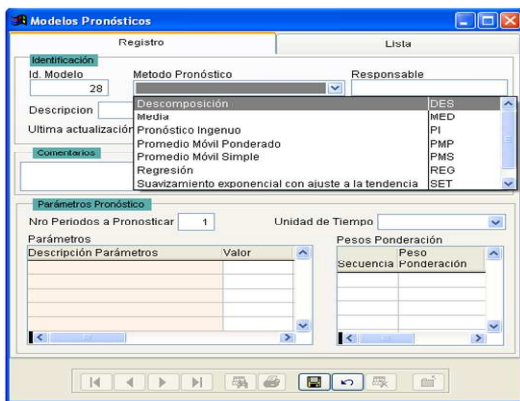 Modelos Pronósticos
Registro
Lista
Identificación
Id. Modelo
Metodo Pronóstico
Responsable
28
Descripcion
Descomposición DES
Media MED
Ultima actualización
Pronóstico Ingenuo PI
Promedio Móvil Ponderado PMP
Promedio Móvil Simple PMS
Regresión REG
Suavizamiento exponencial con ajuste a la tendencia SET
Comentarios
Parámetros Pronóstico
Nro Periodos a Pronosticar 1
Unidad de Tiempo
Parámetros
Descripción Parámetros Valor
Pesos Ponderación
Secuencia Peso Ponderación